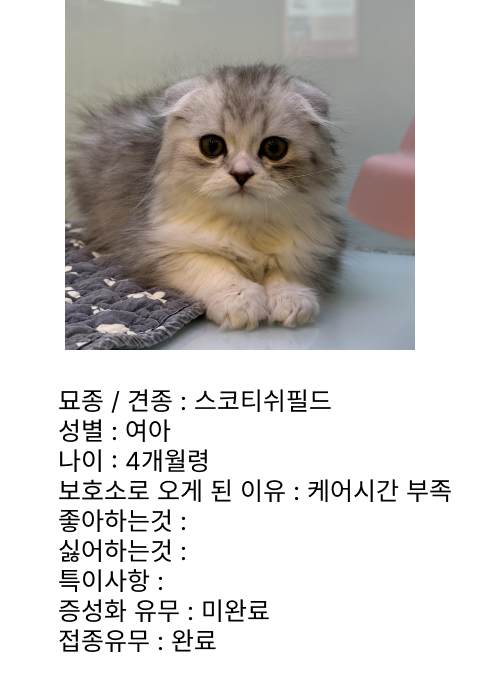 묘종 / 견종 : 스코티쉬필드
성별 : 여아
나이 : 4개월령
보호소로 오게 된 이유 : 케어시간 부족
좋아하는것 :
싫어하는것 :
특이사항 :
중성화 유무 : 미완료
접종유무 : 완료